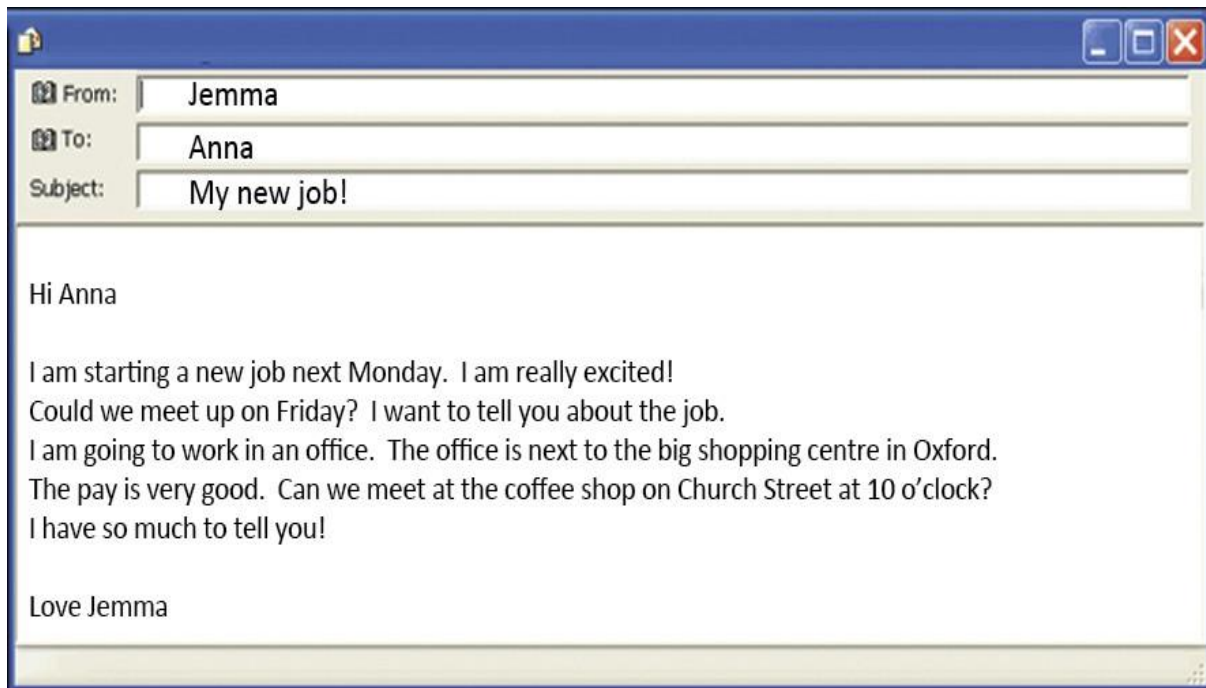 From: Jemma
To: Anna
Subject: My new job!
Hi Anna
I am starting a new job next Monday.  I am really excited!
Could we meet up on Friday?  I want to tell you about the job.
I am going to work in an office.  The office is next to the big shopping centre in Oxford.
The pay is very good.  Can we meet at the coffee shop on Church Street at 10 o’clock?
I have so much to tell you!
Love Jemma